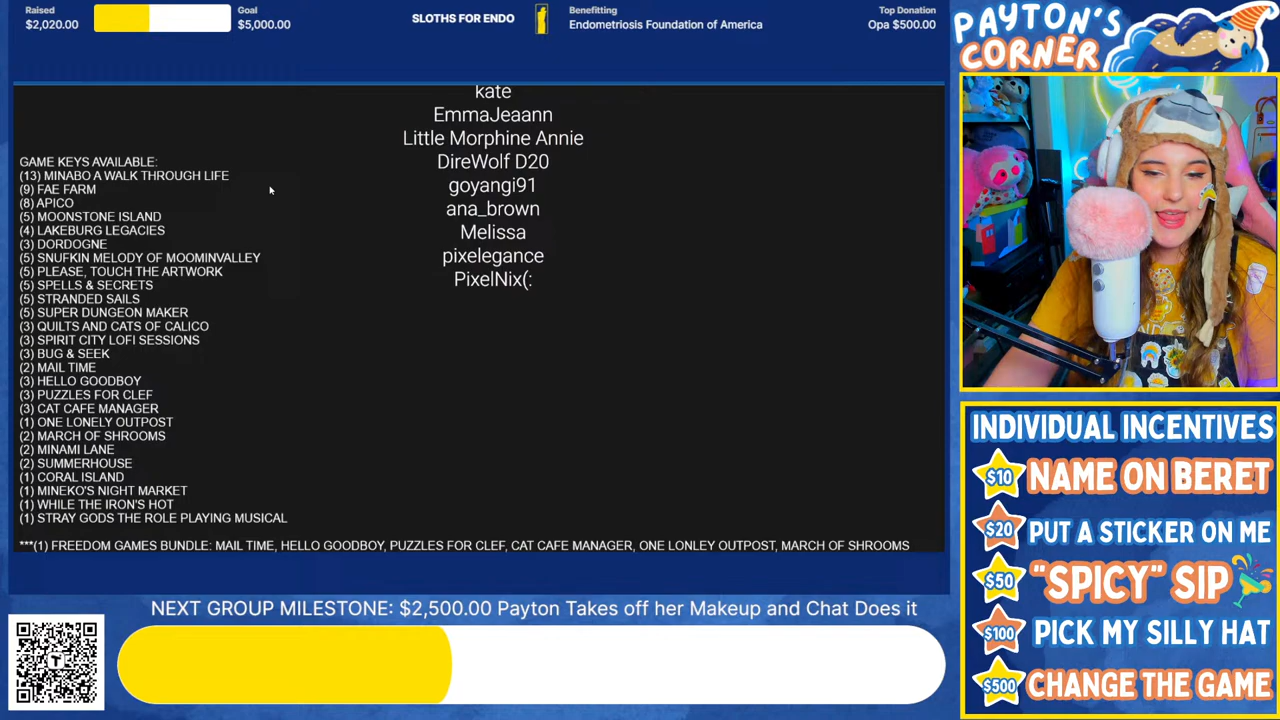 Raised
$2,020.00
Goal
$5,000.00
SLOTHS FOR ENDO
Benefitting
Endometriosis Foundation of America
Top Donation
Opa $500.00
PAYTON'S
CORNER
kate
EmmaJeaann
Little Morphine Annie
DireWolf D20
goyangi91
ana_brown
Melissa
pixelegance
PixelNix(:
GAME KEYS AVAILABLE:
(13) MINABO A WALK THROUGH LIFE
(9) FAE FARM
(8) APICO
(5) MOONSTONE ISLAND
(4) LAKEBURG LEGACIES
(3) DORDOGNE
(5) SNUFKIN MELODY OF MOOMINVALLEY
(5) PLEASE, TOUCH THE ARTWORK
(5) SPELLS & SECRETS
(5) STRANDED SAILS
(5) SUPER DUNGEON MAKER
(3) QUILTS AND CATS OF CALICO
(3) SPIRIT CITY LOFI SESSIONS
(3) BUG & SEEK
(2) MAIL TIME
(3) HELLO GOODBOY
(3) PUZZLES FOR CLEF
(3) CAT CAFE MANAGER
(1) ONE LONELY OUTPOST
(2) MARCH OF SHROOMS
(2) MINAMI LANE
(2) SUMMERHOUSE
(1) CORAL ISLAND
(1) MINEKO'S NIGHT MARKET
(1) WHILE THE IRON'S HOT
(1) STRAY GODS THE ROLE PLAYING MUSICAL
***(1) FREEDOM GAMES BUNDLE: MAIL TIME, HELLO GOODBOY, PUZZLES FOR CLEF, CAT CAFE MANAGER, ONE LONLEY OUTPOST, MARCH OF SHROOMS
INDIVIDUAL INCENTIVES
$10 NAME ON BERET
$20 PUT A STICKER ON ME
$50 "SPICY" SIP
$100 PICK MY SILLY HAT
$500 CHANGE THE GAME
NEXT GROUP MILESTONE: $2,500.00 Payton Takes off her Makeup and Chat Does it